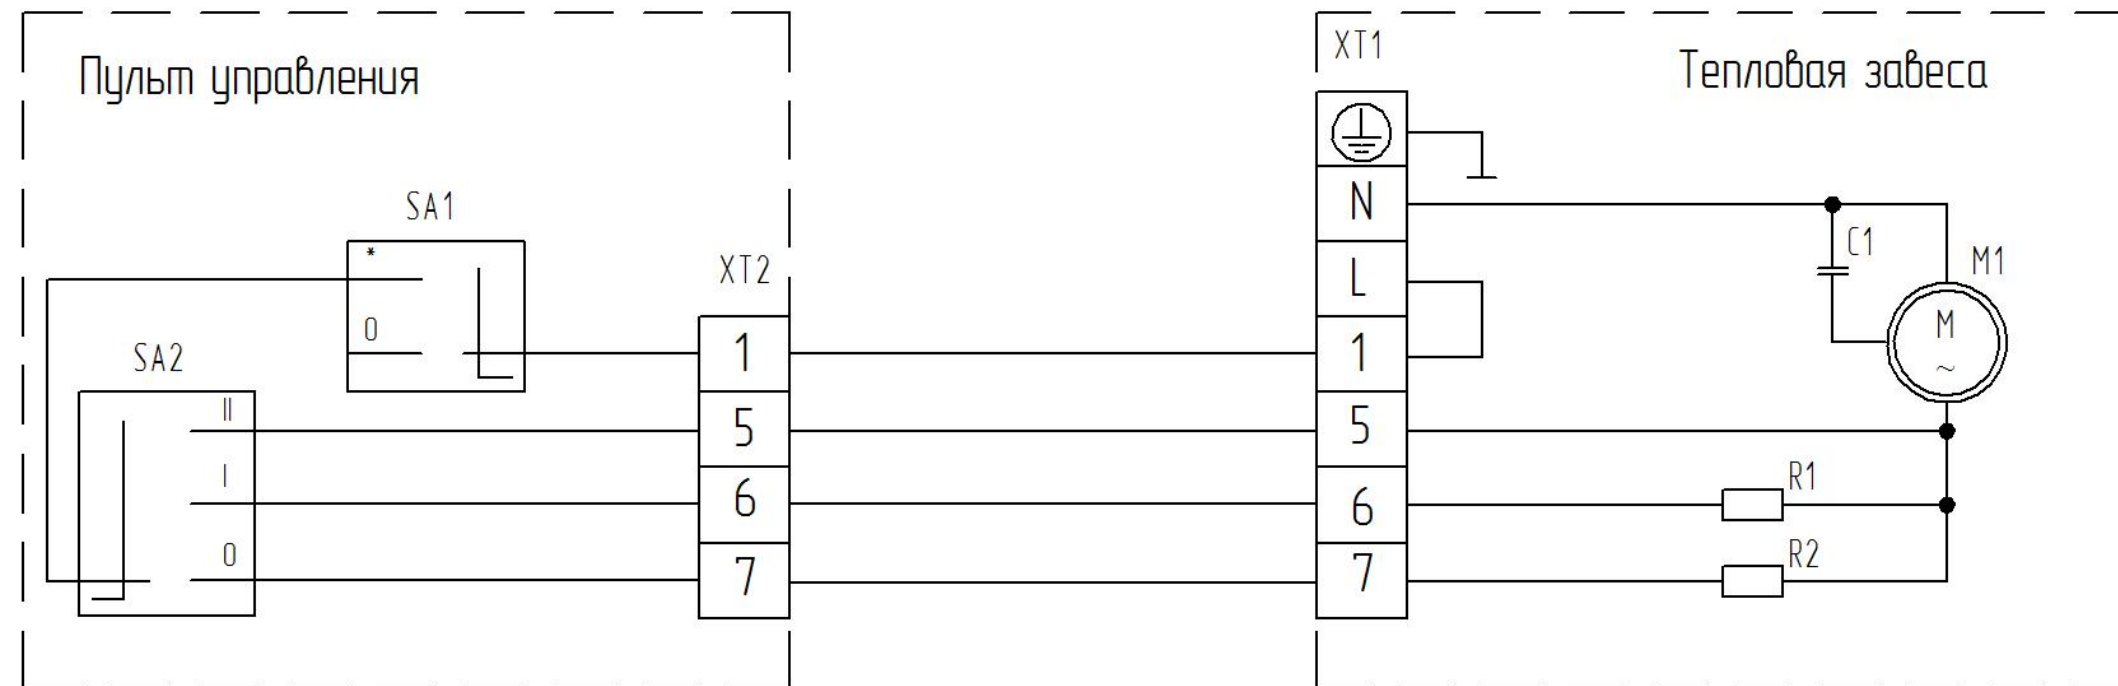 Пульт управления
SA1
*
0
XT2
SA2
II
I
0
1
5
6
7
XT1
Тепловая завеса
N
L
1
5
6
7
C1
M1
M
~
R1
R2